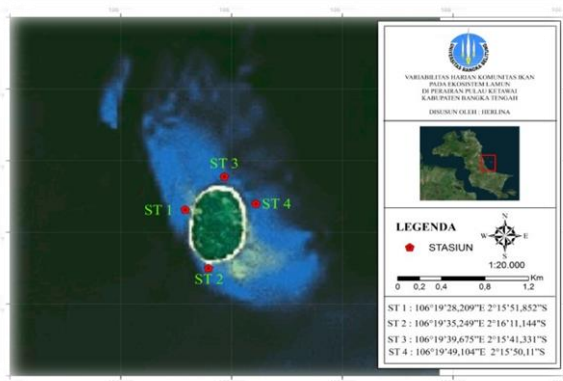 ST 3
ST 1
ST 4
ST 2
UNIVERSITAS BANGKA BELITUNG
VARIABILITAS HARIAN KOMUNITAS IKAN
PADA EKOSISTEM LAMUN
DI PERAIRAN PULAU KETAWAI
KABUPATEN BANGKA TENGAH
DISUSUN OLEH : HERLINA
LEGENDA
STASIUN
N
W E
S
1:20.000
Km
0 0,2 0,4 0,8 1,2
ST 1 : 106°19'28,209"E 2°15'51,852"S
ST 2 : 106°19'35,249"E 2°16'11,144"S
ST 3 : 106°19'39,675"E 2°15'41,331"S
ST 4 : 106°19'49,104"E 2°15'50,11"S